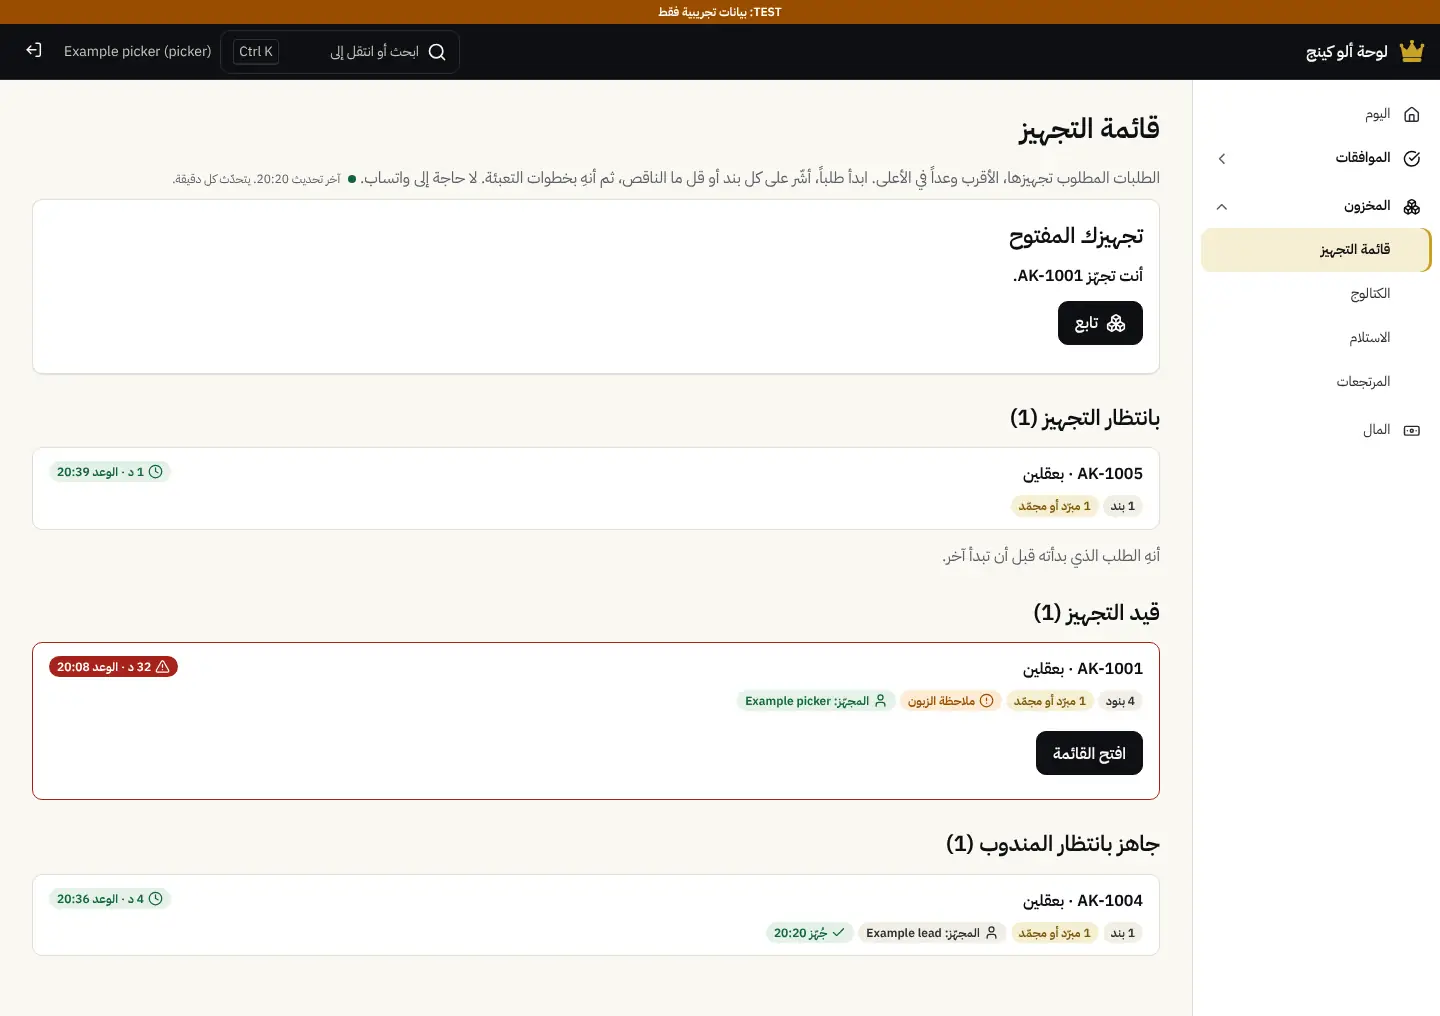 TEST: بيانات تجريبية فقط
لوحة ألو كينج
ابحث أو انتقل إلى
Ctrl K
Example picker (picker)
اليوم
الموافقات
المخزون
قائمة التجهيز
الكتالوج
الاستلام
المرتجعات
المال
قائمة التجهيز
الطلبات المطلوب تجهيزها، الأقرب وعداً في الأعلى. ابدأ طلباً، أشّر على كل بند أو قل ما الناقص، ثم أنهِ بخطوات التعبئة. لا حاجة إلى واتساب. آخر تحديث 20:20. يتحدّث كل دقيقة.
تجهيزك المفتوح
أنت تجهّز AK-1001.
تابع
بانتظار التجهيز (1)
AK-1005 · بعقلين
1 د · الوعد 20:39
1 بند
1 مبرّد أو مجمّد
أنهِ الطلب الذي بدأته قبل أن تبدأ آخر.
قيد التجهيز (1)
AK-1001 · بعقلين
32 د · الوعد 20:08
4 بنود
1 مبرّد أو مجمّد
ملاحظة الزبون
المجهّز: Example picker
افتح القائمة
جاهز بانتظار المندوب (1)
AK-1004 · بعقلين
4 د · الوعد 20:36
1 بند
1 مبرّد أو مجمّد
المجهّز: Example lead
جُهّز 20:20